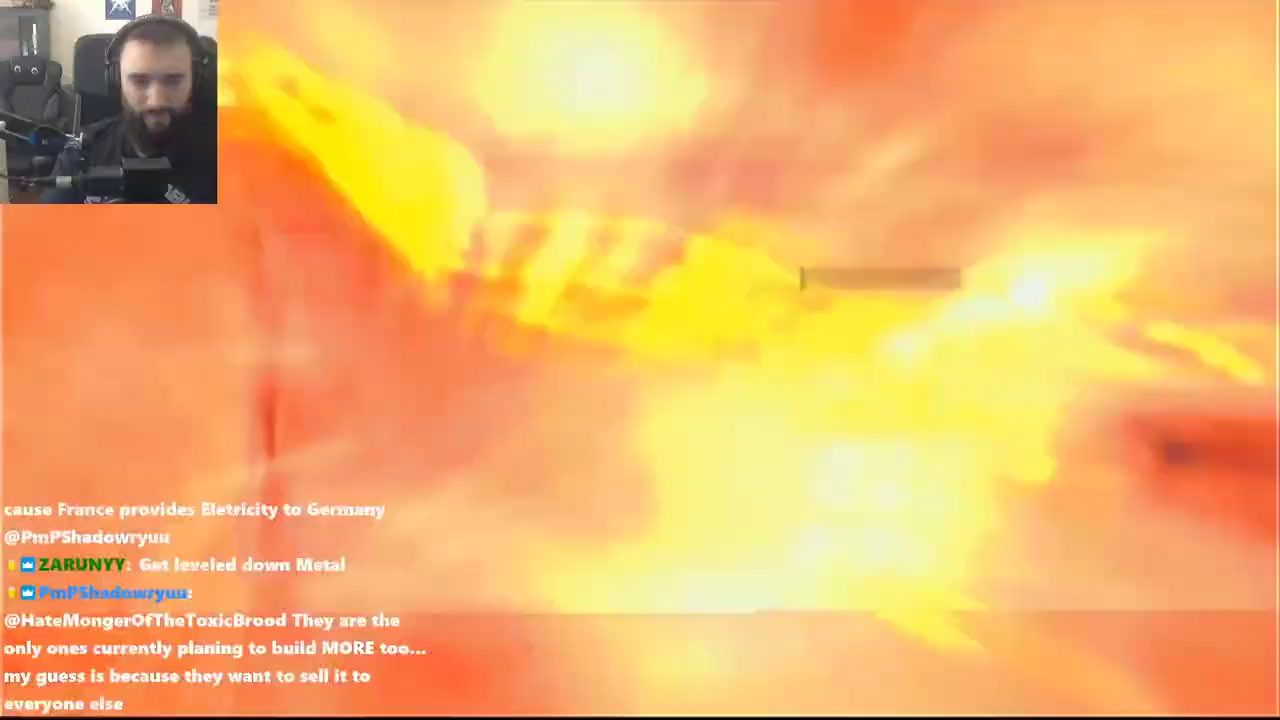 cause France provides Eletricity to Germany
@PmPShadowryuu
ZARUNYY: Get leveled down Metal
PmPShadowryuu:
@HateMongerOfTheToxicBrood They are the
only ones currently planing to build MORE too...
my guess is because they want to sell it to
everyone else